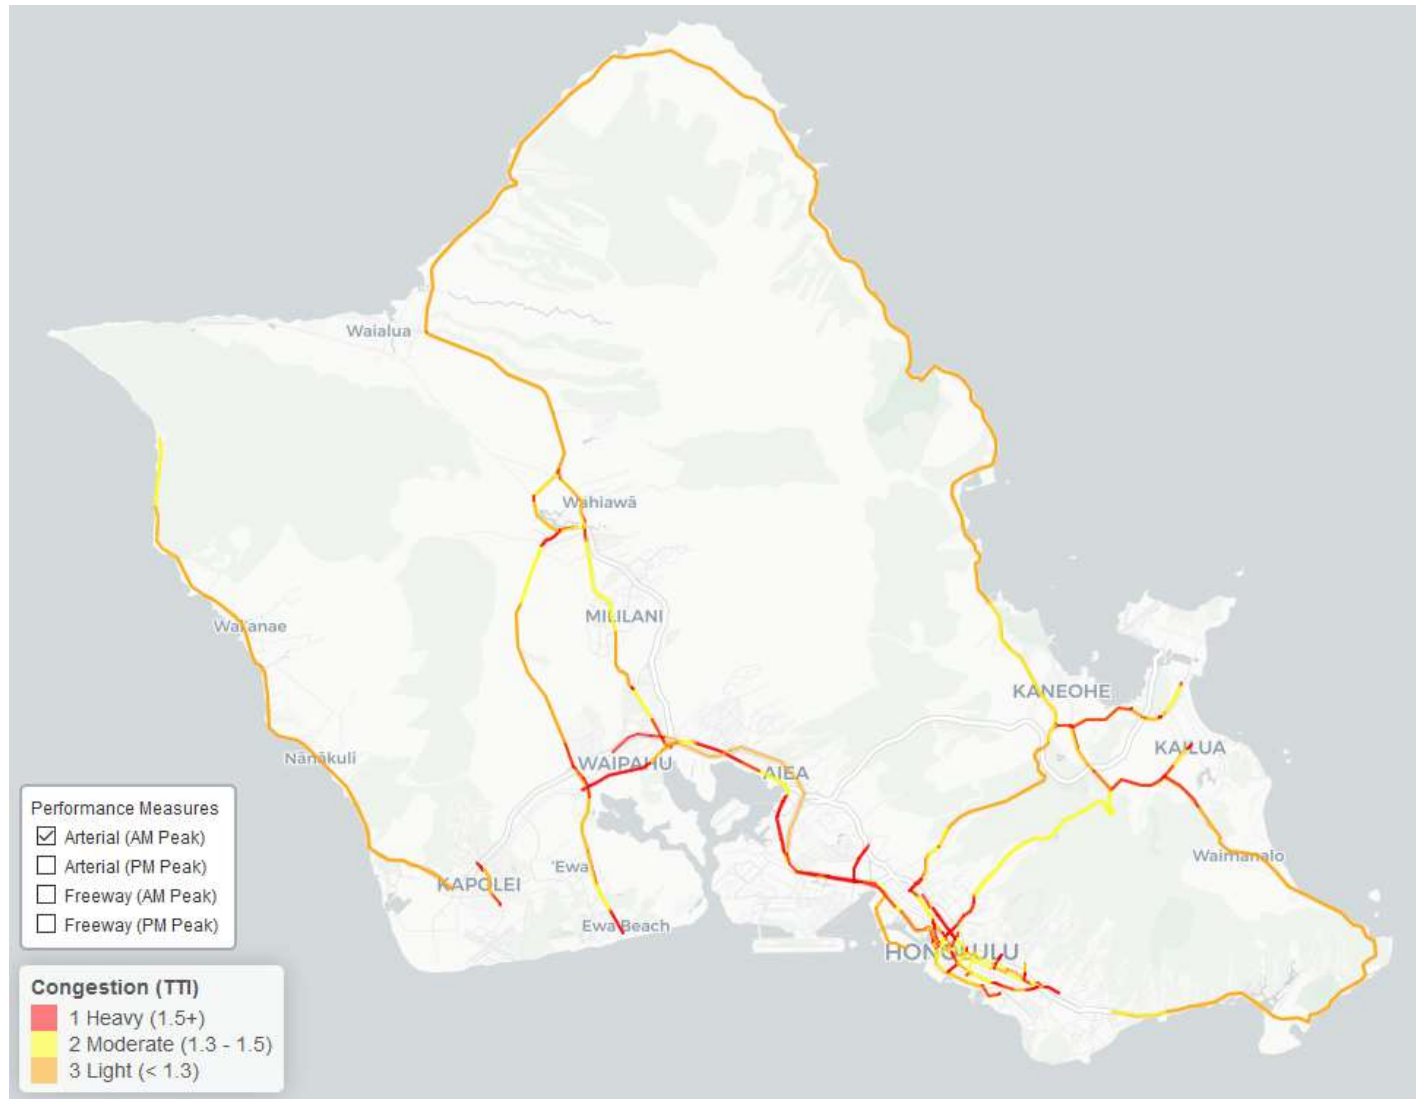 Waialua
Wahiawā
MILILANI
Wai'anae
KANEOHE
Nānākuli
WAIPAHU
KAILUA
AIEA
Waimanalo
'Ewa
KAPOLEI
Ewa Beach
HONOLULU
Performance Measures
Arterial (AM Peak)
Arterial (PM Peak)
Freeway (AM Peak)
Freeway (PM Peak)
Congestion (TTI)
1 Heavy (1.5+)
2 Moderate (1.3 - 1.5)
3 Light (< 1.3)